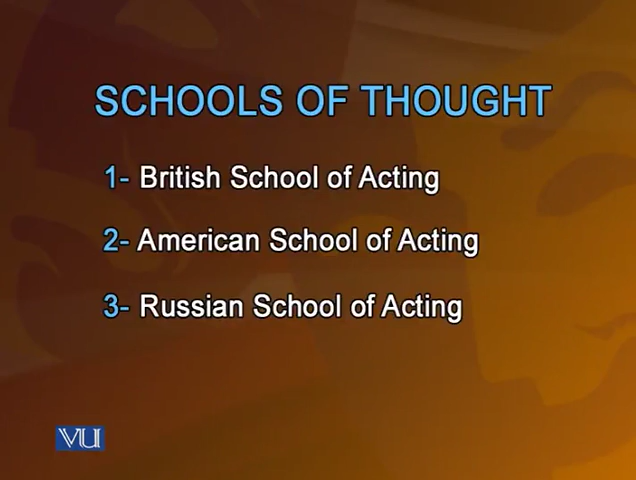 SCHOOLS OF THOUGHT
1- British School of Acting
2- American School of Acting
3- Russian School of Acting
VU